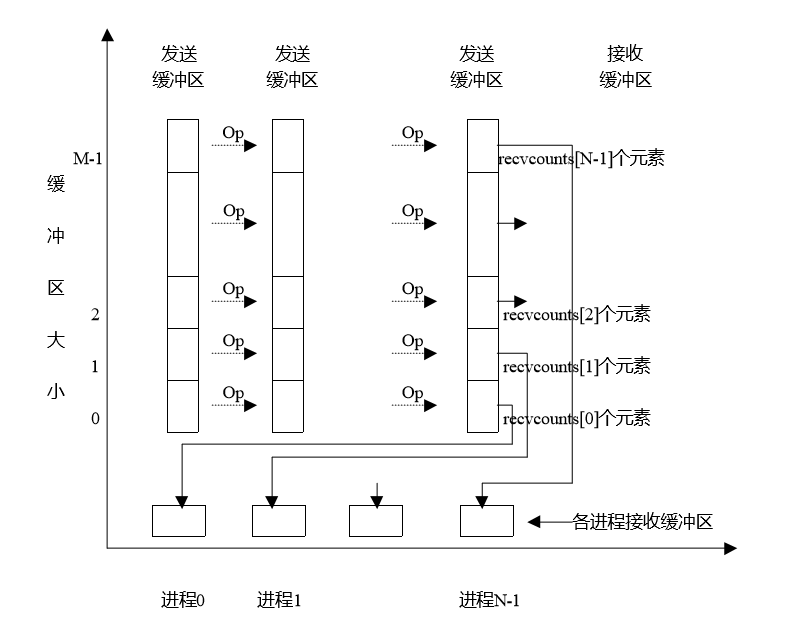 发送
缓冲区
发送
缓冲区
发送
缓冲区
接收
缓冲区
Op
Op
M-1
recvcounts[N-1]个元素
缓
冲
区
大
小
Op
Op
Op
Op
2
recvcounts[2]个元素
Op
Op
1
recvcounts[1]个元素
Op
Op
0
recvcounts[0]个元素
各进程接收缓冲区
进程0
进程1
进程N-1